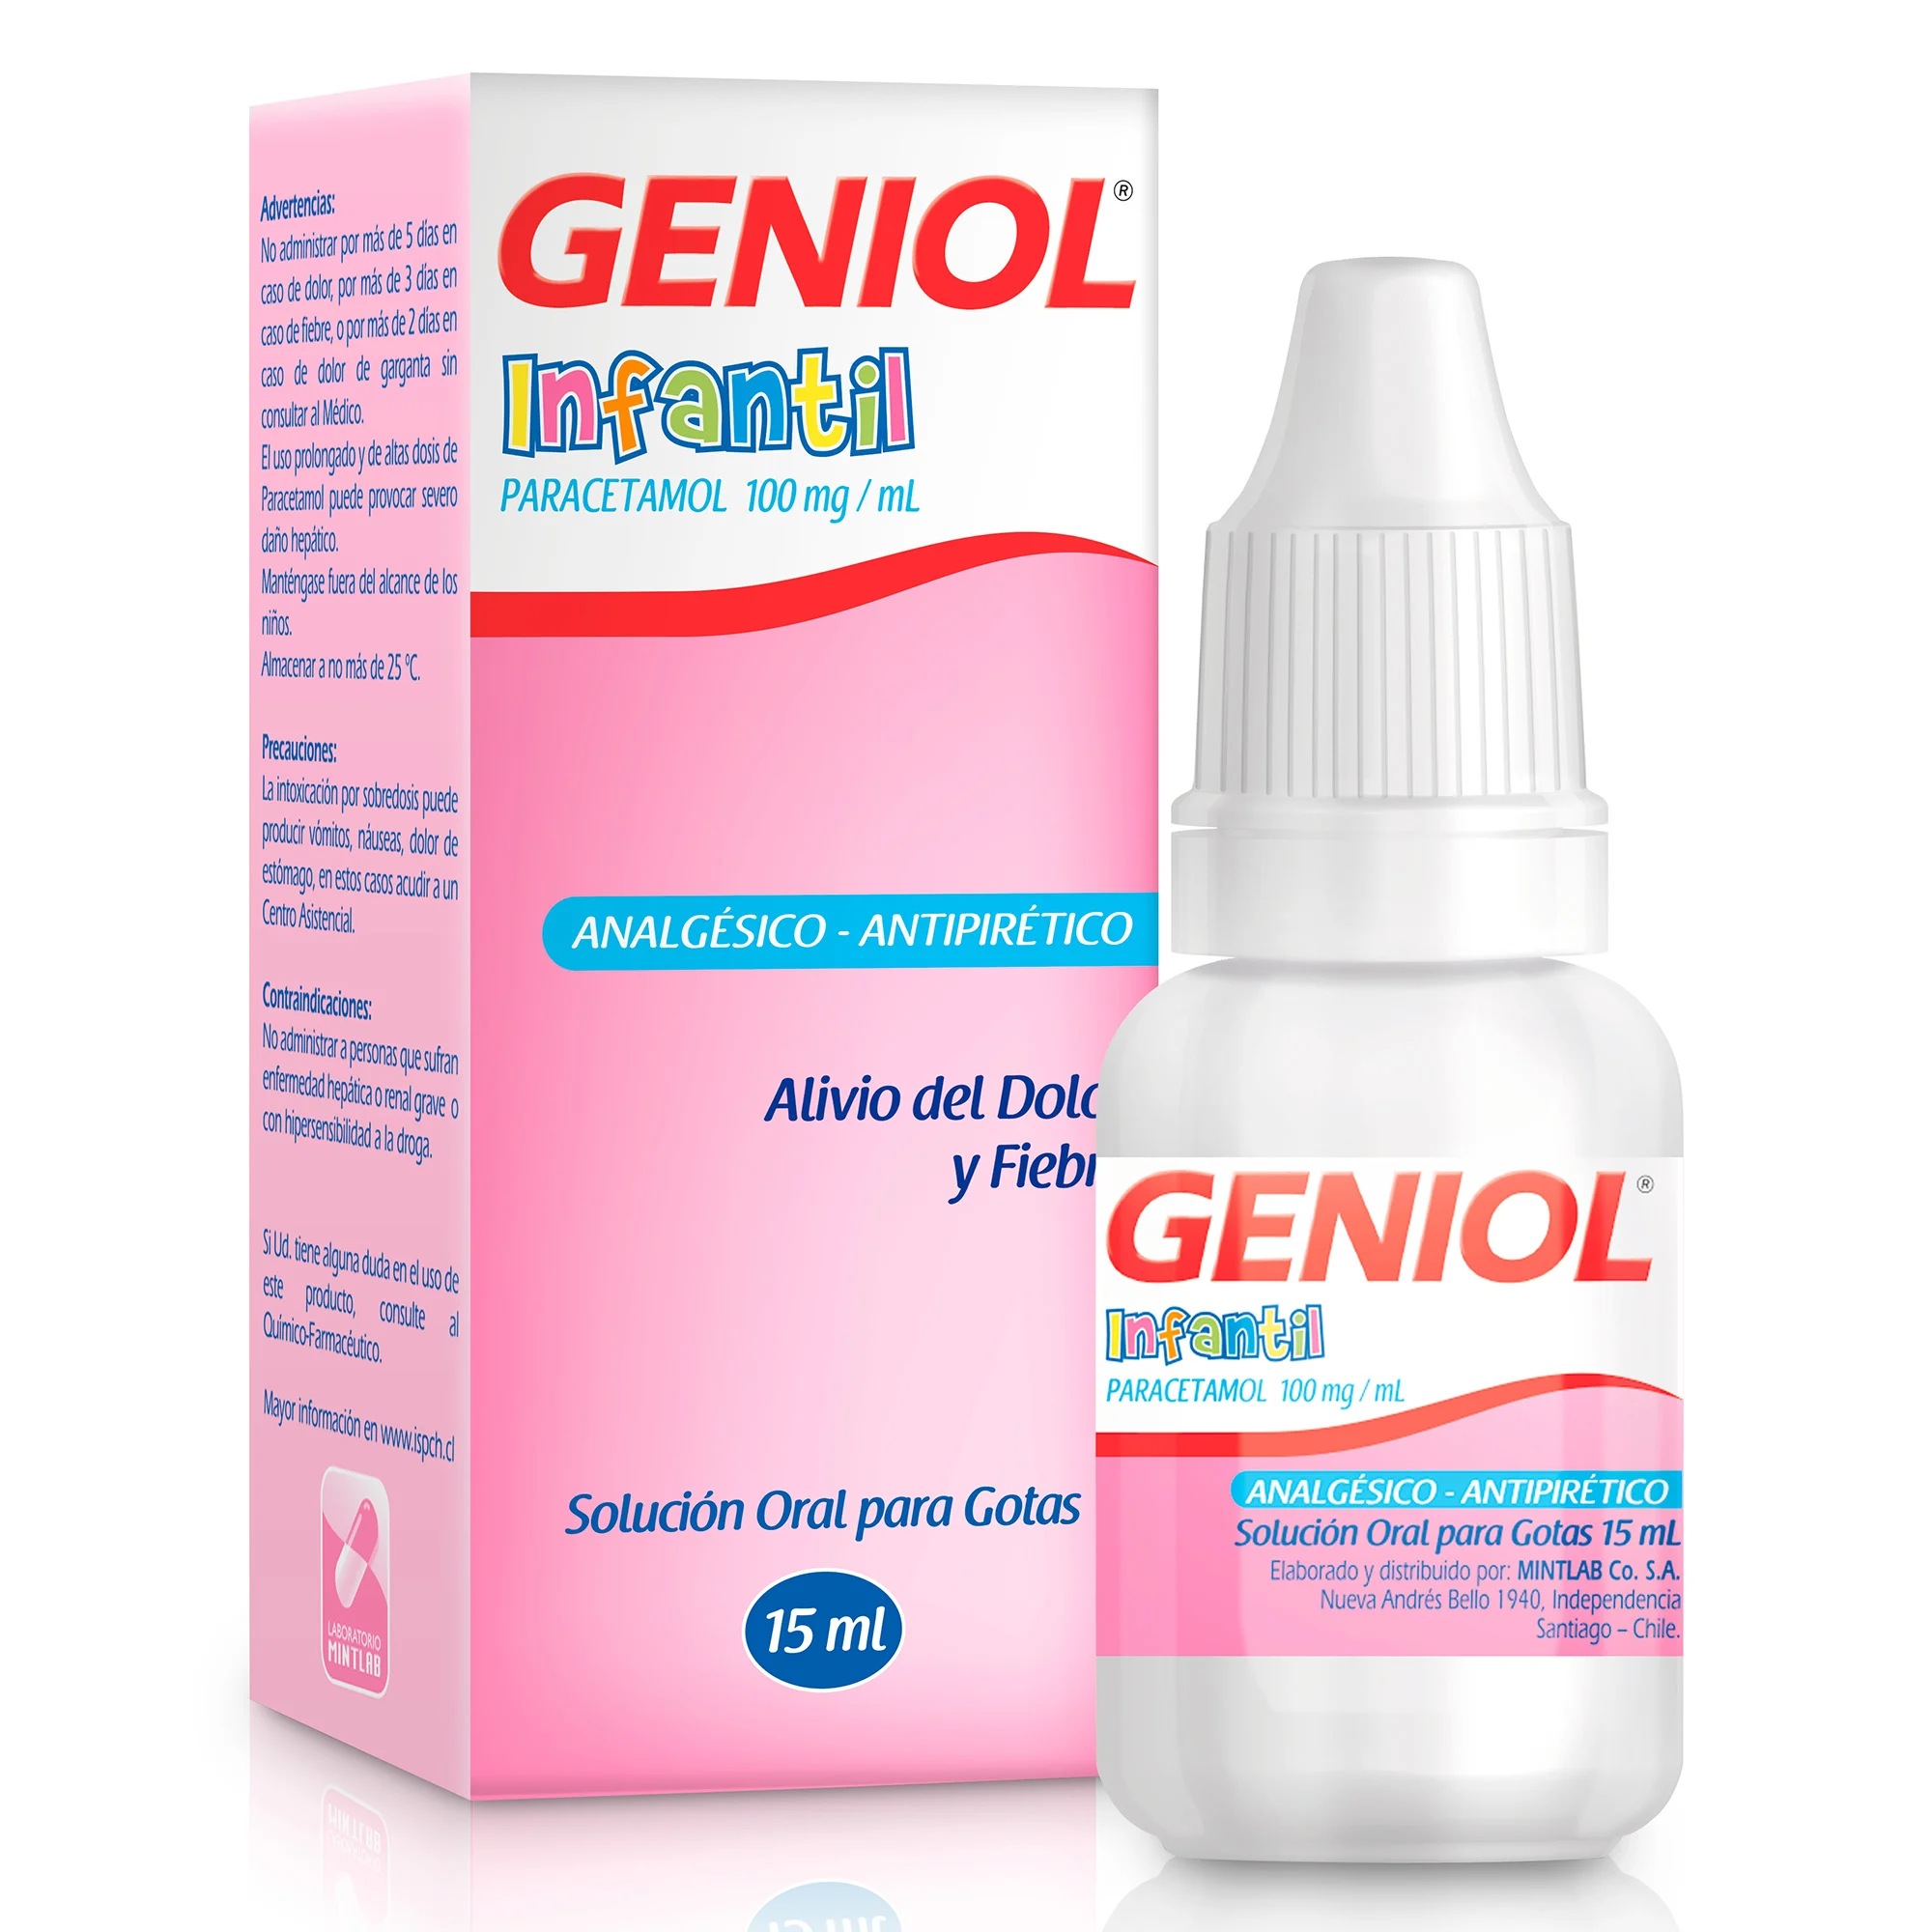 Advertencias:
No administrar por más de 5 días en
caso de dolor, por más de 3 días en
caso de fiebre, o por más de 2 días en
caso de dolor de garganta sin
consultar al Médico.
El uso prolongado y de altas dosis de
Paracetamol puede provocar severo
daño hepático.
Manténgase fuera del alcance de los
niños.
Almacenar a no más de 25 °C.
Precauciones:
La intoxicación por sobredosis puede
producir vómitos, náuseas, dolor de
estómago, en estos casos acudir a un
Centro Asistencial.
Contraindicaciones:
No administrar a personas que sufran
enfermedad hepática o renal grave o
con hipersensibilidad a la droga.
Si Ud. tiene alguna duda en el uso de
este producto, consulte al
Químico-Farmacéutico.
Mayor información en www.ispch.cl
LABORATORIO
MINTLAB
GENIOL®
Infantil
PARACETAMOL 100 mg / mL
ANALGÉSICO - ANTIPIRÉTICO
Alivio del Dolo
y Fiebr
Solución Oral para Gotas
15 ml
GENIOL®
Infantil
PARACETAMOL 100 mg / mL
ANALGÉSICO - ANTIPIRÉTICO
Solución Oral para Gotas 15 mL
Elaborado y distribuido por: MINTLAB Co. S.A.
Nueva Andrés Bello 1940, Independencia
Santiago – Chile.